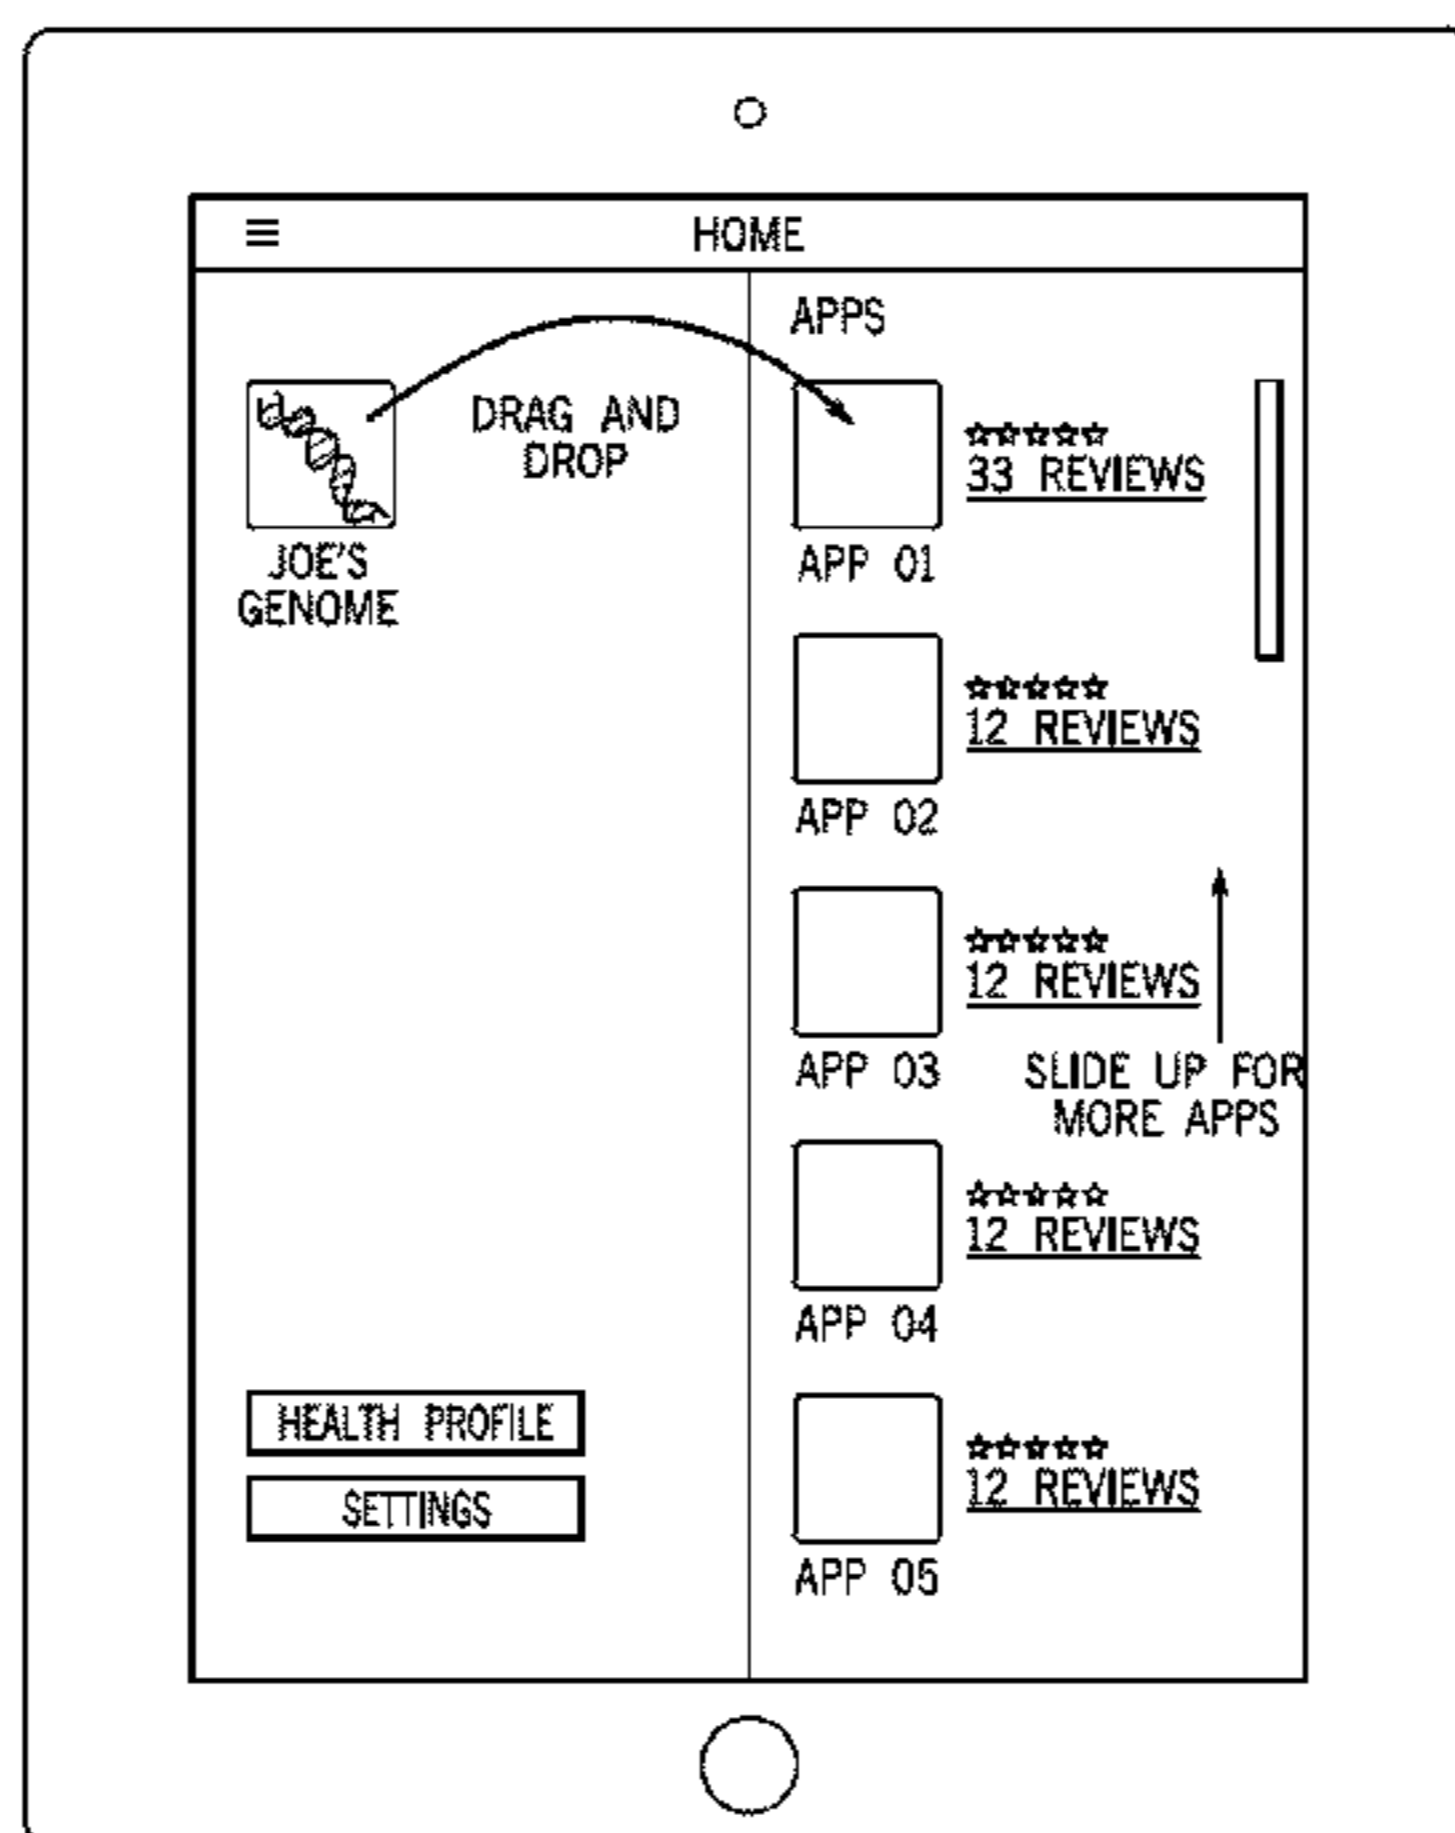 HOME
APPS
DRAG AND
DROP
JOE'S
GENOME
33 REVIEWS
APP 01
12 REVIEWS
APP 02
12 REVIEWS
APP 03
SLIDE UP FOR
MORE APPS
12 REVIEWS
APP 04
12 REVIEWS
APP 05
HEALTH PROFILE
SETTINGS